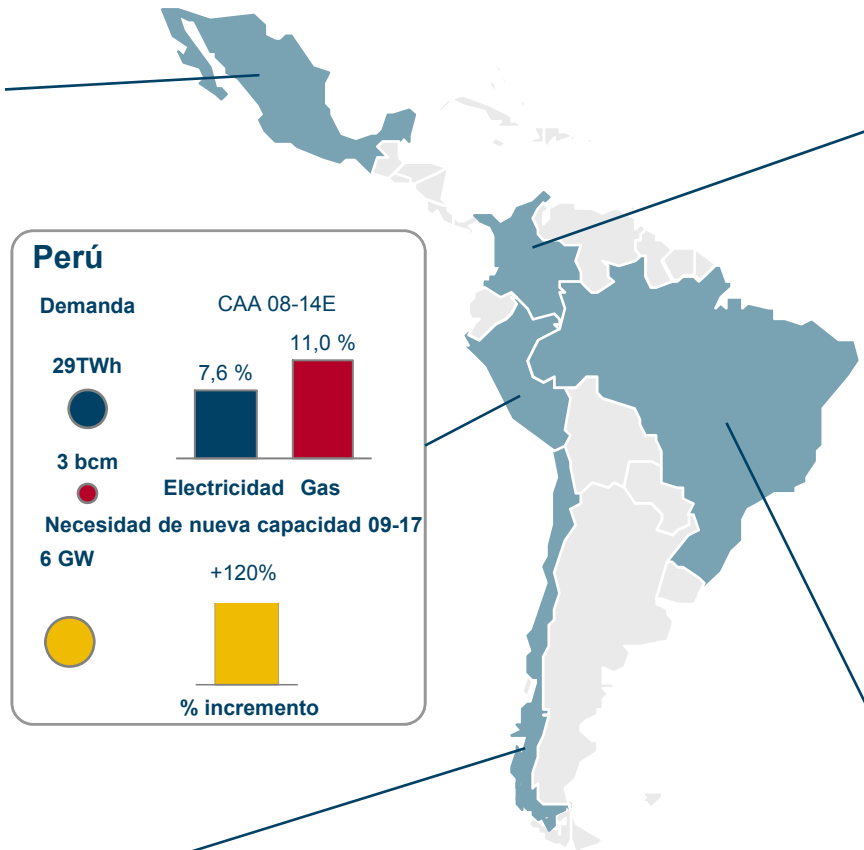 Perú
Demanda
CAA 08-14E
29TWh
7,6 %
11,0 %
3 bcm
Electricidad Gas
Necesidad de nueva capacidad 09-17
6 GW
+120%
% incremento